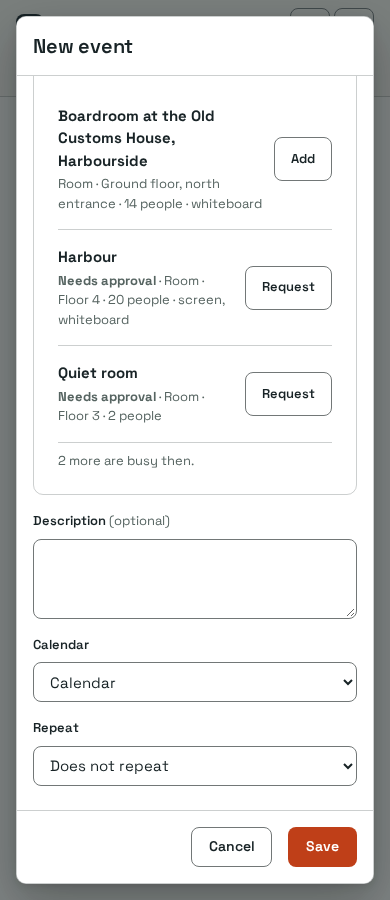 New event
Boardroom at the Old
Customs House,
Harbourside
Room · Ground floor, north
entrance · 14 people · whiteboard
Add
Harbour
Needs approval · Room ·
Floor 4 · 20 people · screen,
whiteboard
Request
Quiet room
Needs approval · Room ·
Floor 3 · 2 people
Request
2 more are busy then.
Description (optional)
Calendar
Calendar
Repeat
Does not repeat
Cancel
Save